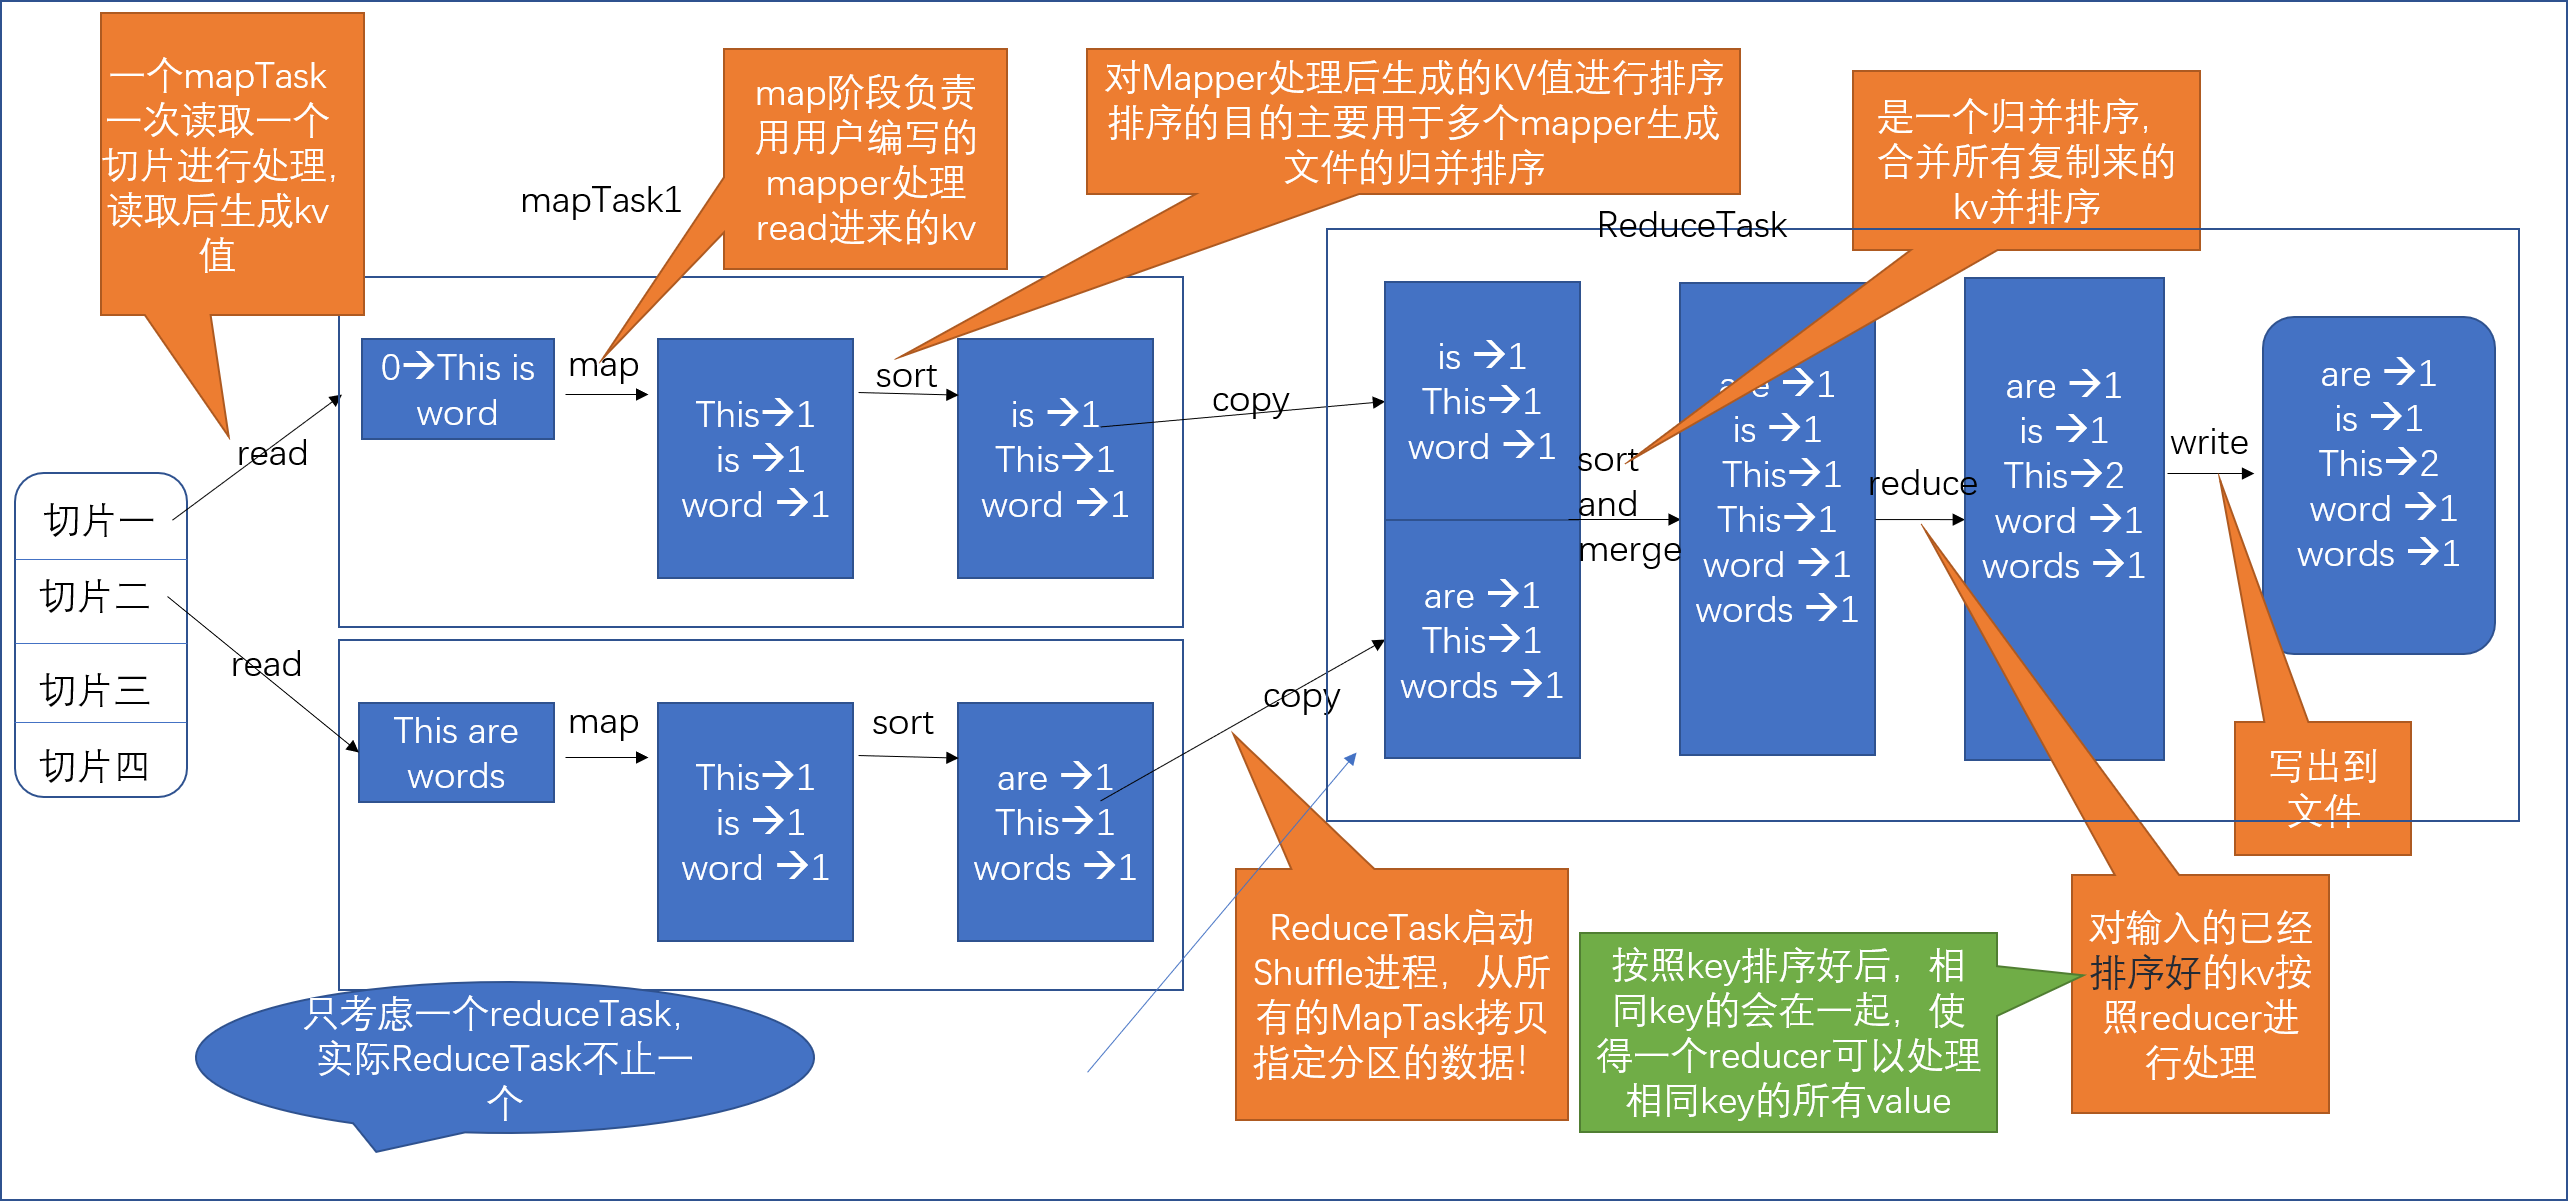 一个mapTask
一次读取一个
切片进行处理,
读取后生成kv
值
mapTask1
map阶段负责
用用户编写的
mapper处理
read进来的kv
对Mapper处理后生成的KV值进行排序
排序的目的主要用于多个mapper生成
文件的归并排序
是一个归并排序,
合并所有复制来的
kv并排序
ReduceTask
切片一
切片二
切片三
切片四
read
read
0→This is
word
map
This→1
is →1
word →1
sort
is →1
This→1
word →1
copy
This are
words
map
This→1
is →1
word →1
sort
are →1
This→1
words →1
copy
is →1
This→1
word →1
are →1
This→1
words →1
sort
and
merge
are →1
is →1
This→1
This→1
word →1
words →1
reduce
are →1
is →1
This→2
word →1
words →1
write
are →1
is →1
This→2
word →1
words →1
写出到
文件
只考虑一个reduceTask,
实际ReduceTask不止一
个
ReduceTask启动
Shuffle进程，从所
有的MapTask拷贝
指定分区的数据！
按照key排序好后，相
同key的会在一起，使
得一个reducer可以处理
相同key的所有value
对输入的已经
排序好的kv按
照reducer进
行处理